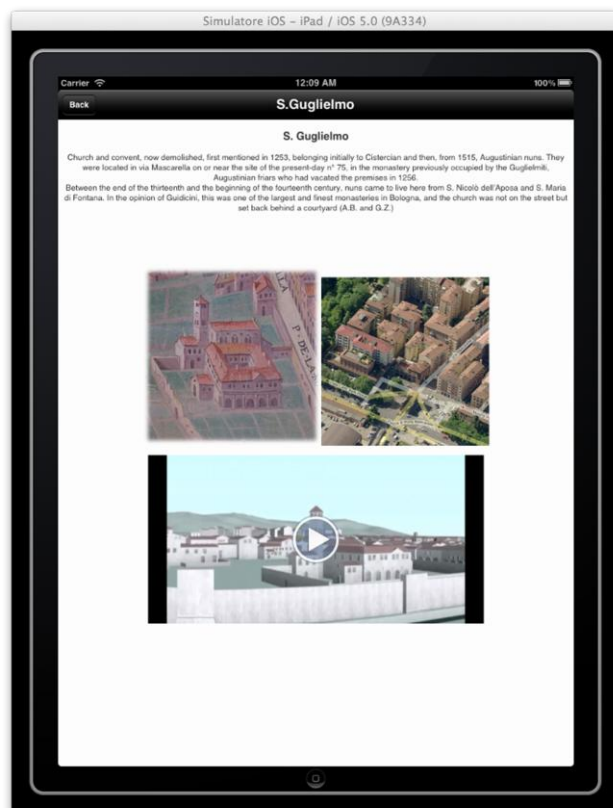 Simulatore iOS - iPad / iOS 5.0 (9A334)
Carrier 12:09 AM 100%
Back S.Guglielmo
S. Guglielmo
Church and convent, now demolished, first mentioned in 1253, belonging initially to Cistercian and then, from 1515, Augustinian nuns. They
were located in via Mascarella on or near the site of the present-day n° 75, in the monastery previously occupied by the Guglielmiti,
Augustinian friars who had vacated the premises in 1256.
Between the end of the thirteenth and the beginning of the fourteenth century, nuns came to live here from S. Nicolò dell'Aposa and S. Maria
di Fontana. In the opinion of Guidicini, this was one of the largest and finest monasteries in Bologna, and the church was not on the street but
set back behind a courtyard (A.B. and G.Z.)
LLA
P·DE·LA